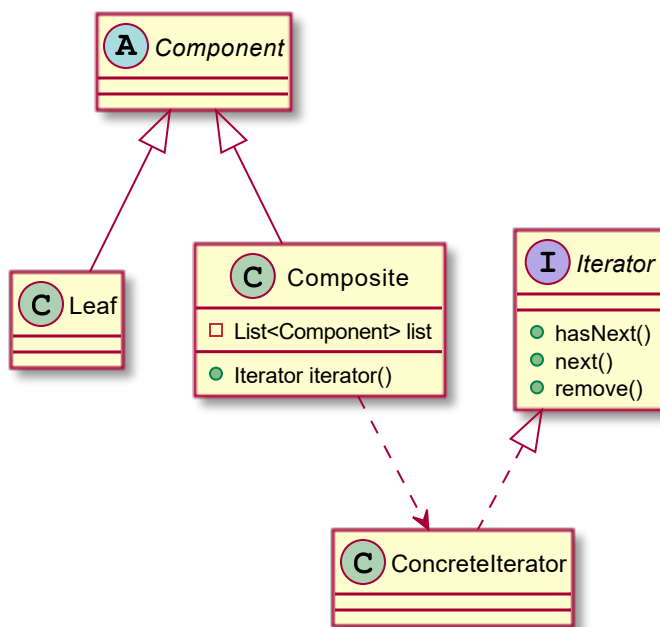 A Component
C Leaf
C Composite
List<Component> list
Iterator iterator()
I Iterator
hasNext()
next()
remove()
C ConcreteIterator